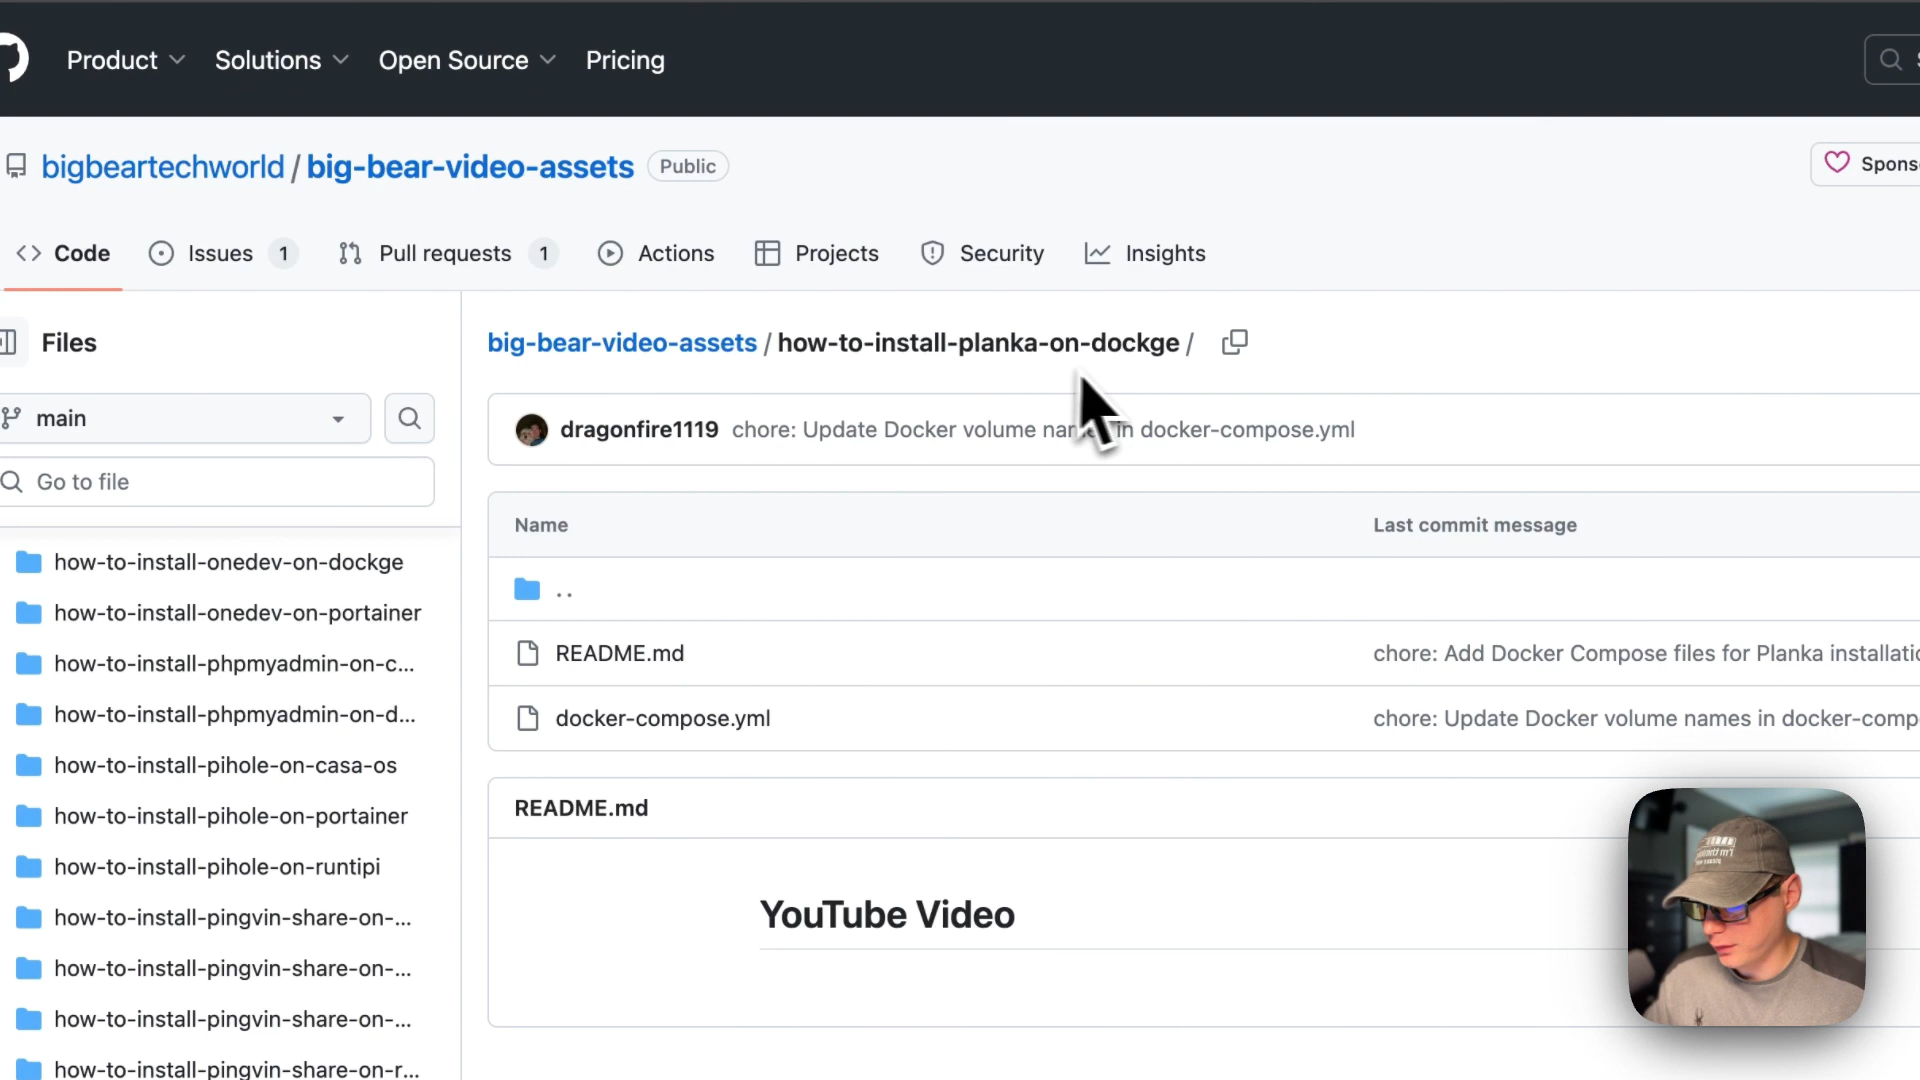 Product Solutions Open Source Pricing
bigbeartechworld / big-bear-video-assets Public
Spons
Code Issues 1 Pull requests 1 Actions Projects Security Insights
Files
big-bear-video-assets / how-to-install-planka-on-dockge /
main
dragonfire1119 chore: Update Docker volume in docker-compose.yml
Go to file
Name Last commit message
how-to-install-onedev-on-dockge
. .
how-to-install-onedev-on-portainer
README.md chore: Add Docker Compose files for Planka installatio
how-to-install-phpmyadmin-on-c...
docker-compose.yml chore: Update Docker volume names in docker-comp
how-to-install-phpmyadmin-on-d...
how-to-install-pihole-on-casa-os
how-to-install-pihole-on-portainer
README.md
how-to-install-pihole-on-runtipi
how-to-install-pingvin-share-on-...
YouTube Video
how-to-install-pingvin-share-on-...
how-to-install-pingvin-share-on-...
how-to-install-pingvin-share-on-r...